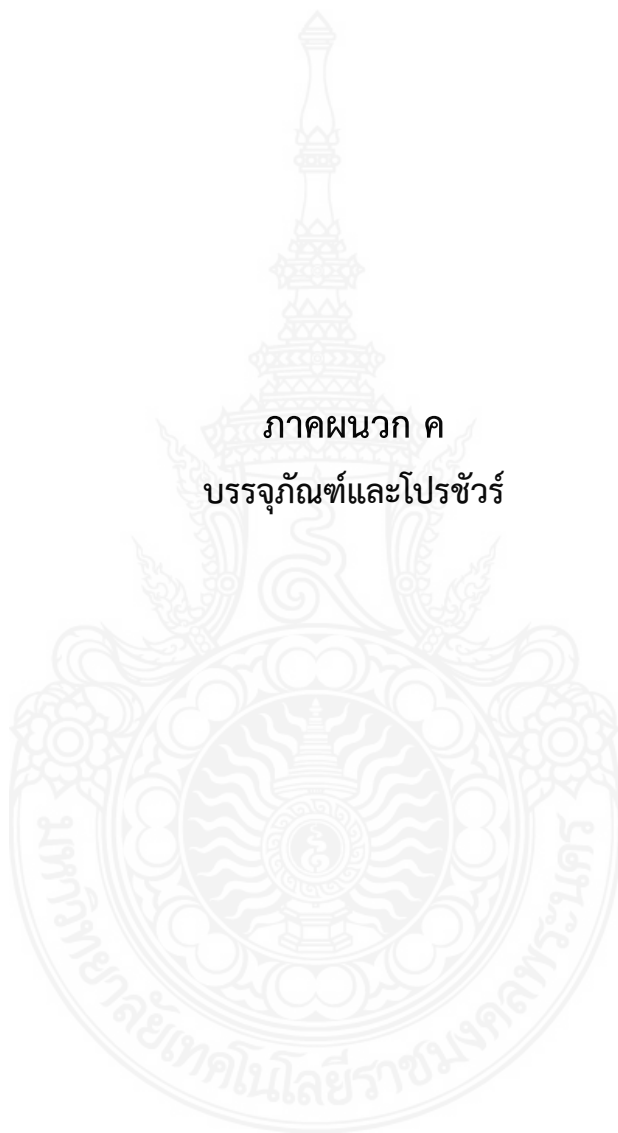 ภาคผนวก ค
บรรจุภัณฑ์และโปรชัวร์
มหาวิทยาลัยเทคโนโลยีราชมงคลพระนคร